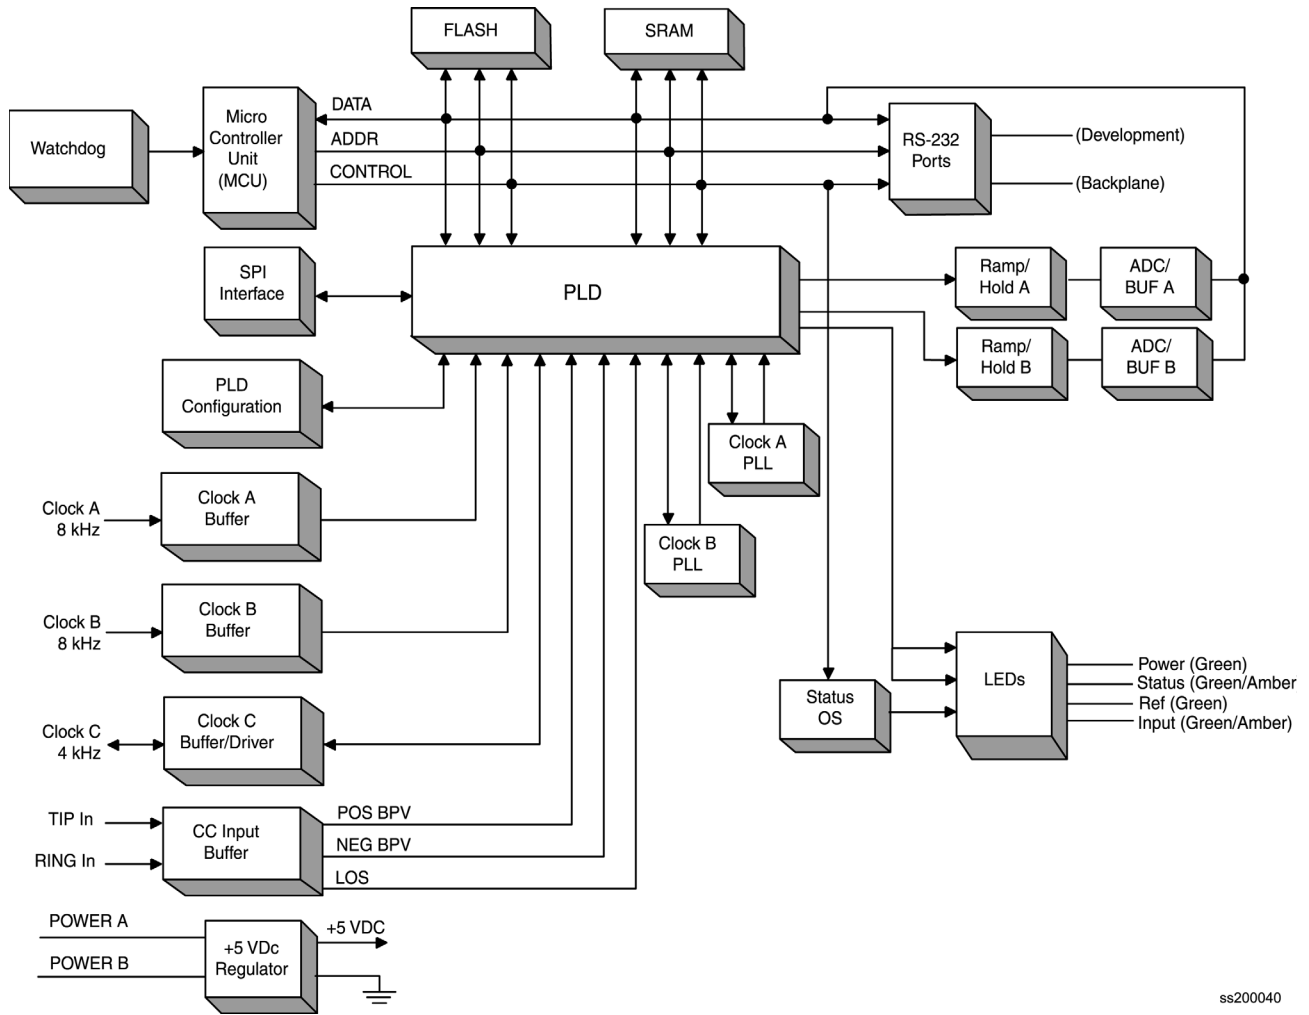 FLASH
SRAM
Watchdog
Micro
Controller
Unit
(MCU)
DATA
ADDR
CONTROL
RS-232
Ports
(Development)
(Backplane)
SPI
Interface
PLD
Ramp/
Hold A
ADC/
BUF A
Ramp/
Hold B
ADC/
BUF B
PLD
Configuration
Clock A
PLL
Clock A
8 kHz
Clock A
Buffer
Clock B
PLL
Clock B
8 kHz
Clock B
Buffer
Clock C
4 kHz
Clock C
Buffer/Driver
Status
OS
LEDs
Power (Green)
Status (Green/Amber
Ref (Green)
Input (Green/Amber)
TIP In
RING In
CC Input
Buffer
POS BPV
NEG BPV
LOS
POWER A
POWER B
+5 VDc
Regulator
+5 VDC
ss200040